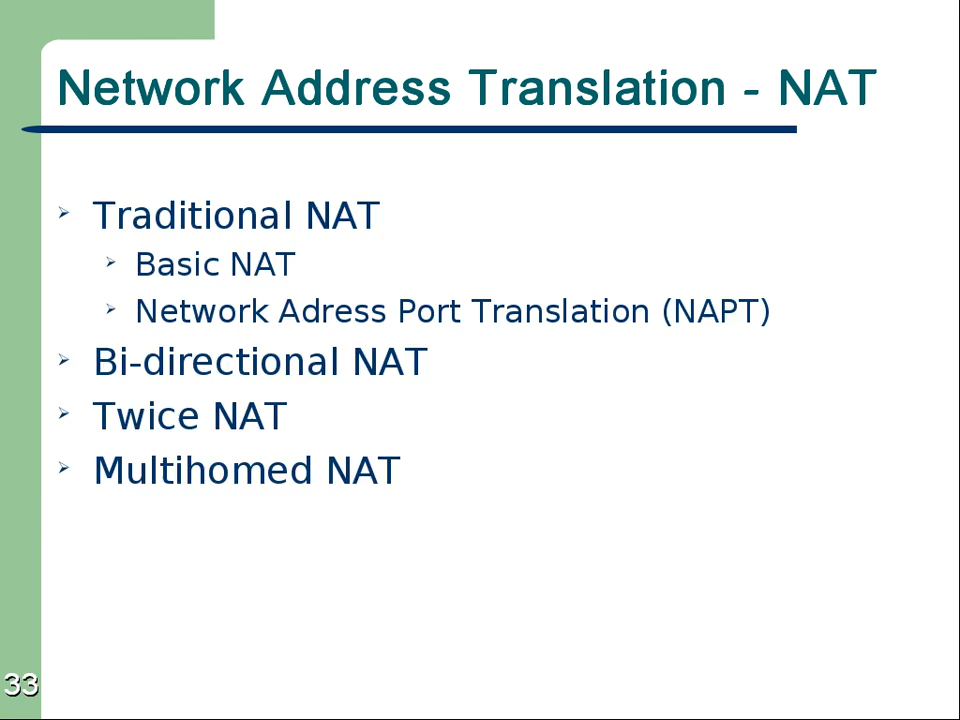 Network Address Translation - NAT
Traditional NAT
Basic NAT
Network Adress Port Translation (NAPT)
Bi-directional NAT
Twice NAT
Multihomed NAT
33